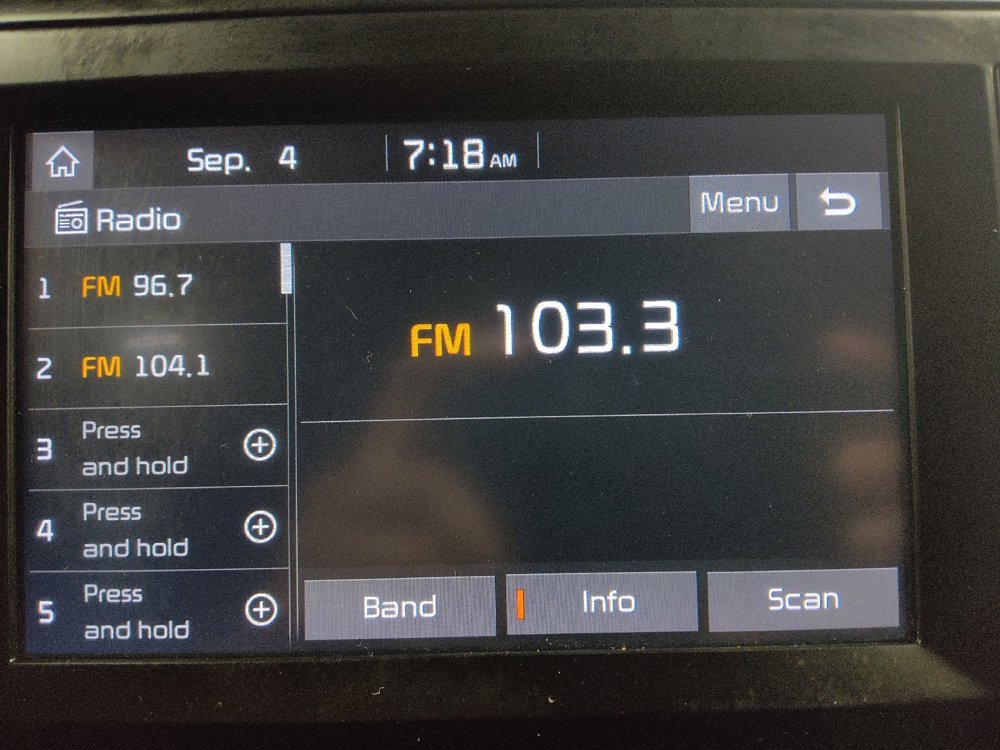 Sep. 4 7:18 AM
Radio Menu
1 FM 96.7
2 FM 104.1
3 Press
and hold
4 Press
and hold
5 Press
and hold
FM 103.3
Band Info Scan